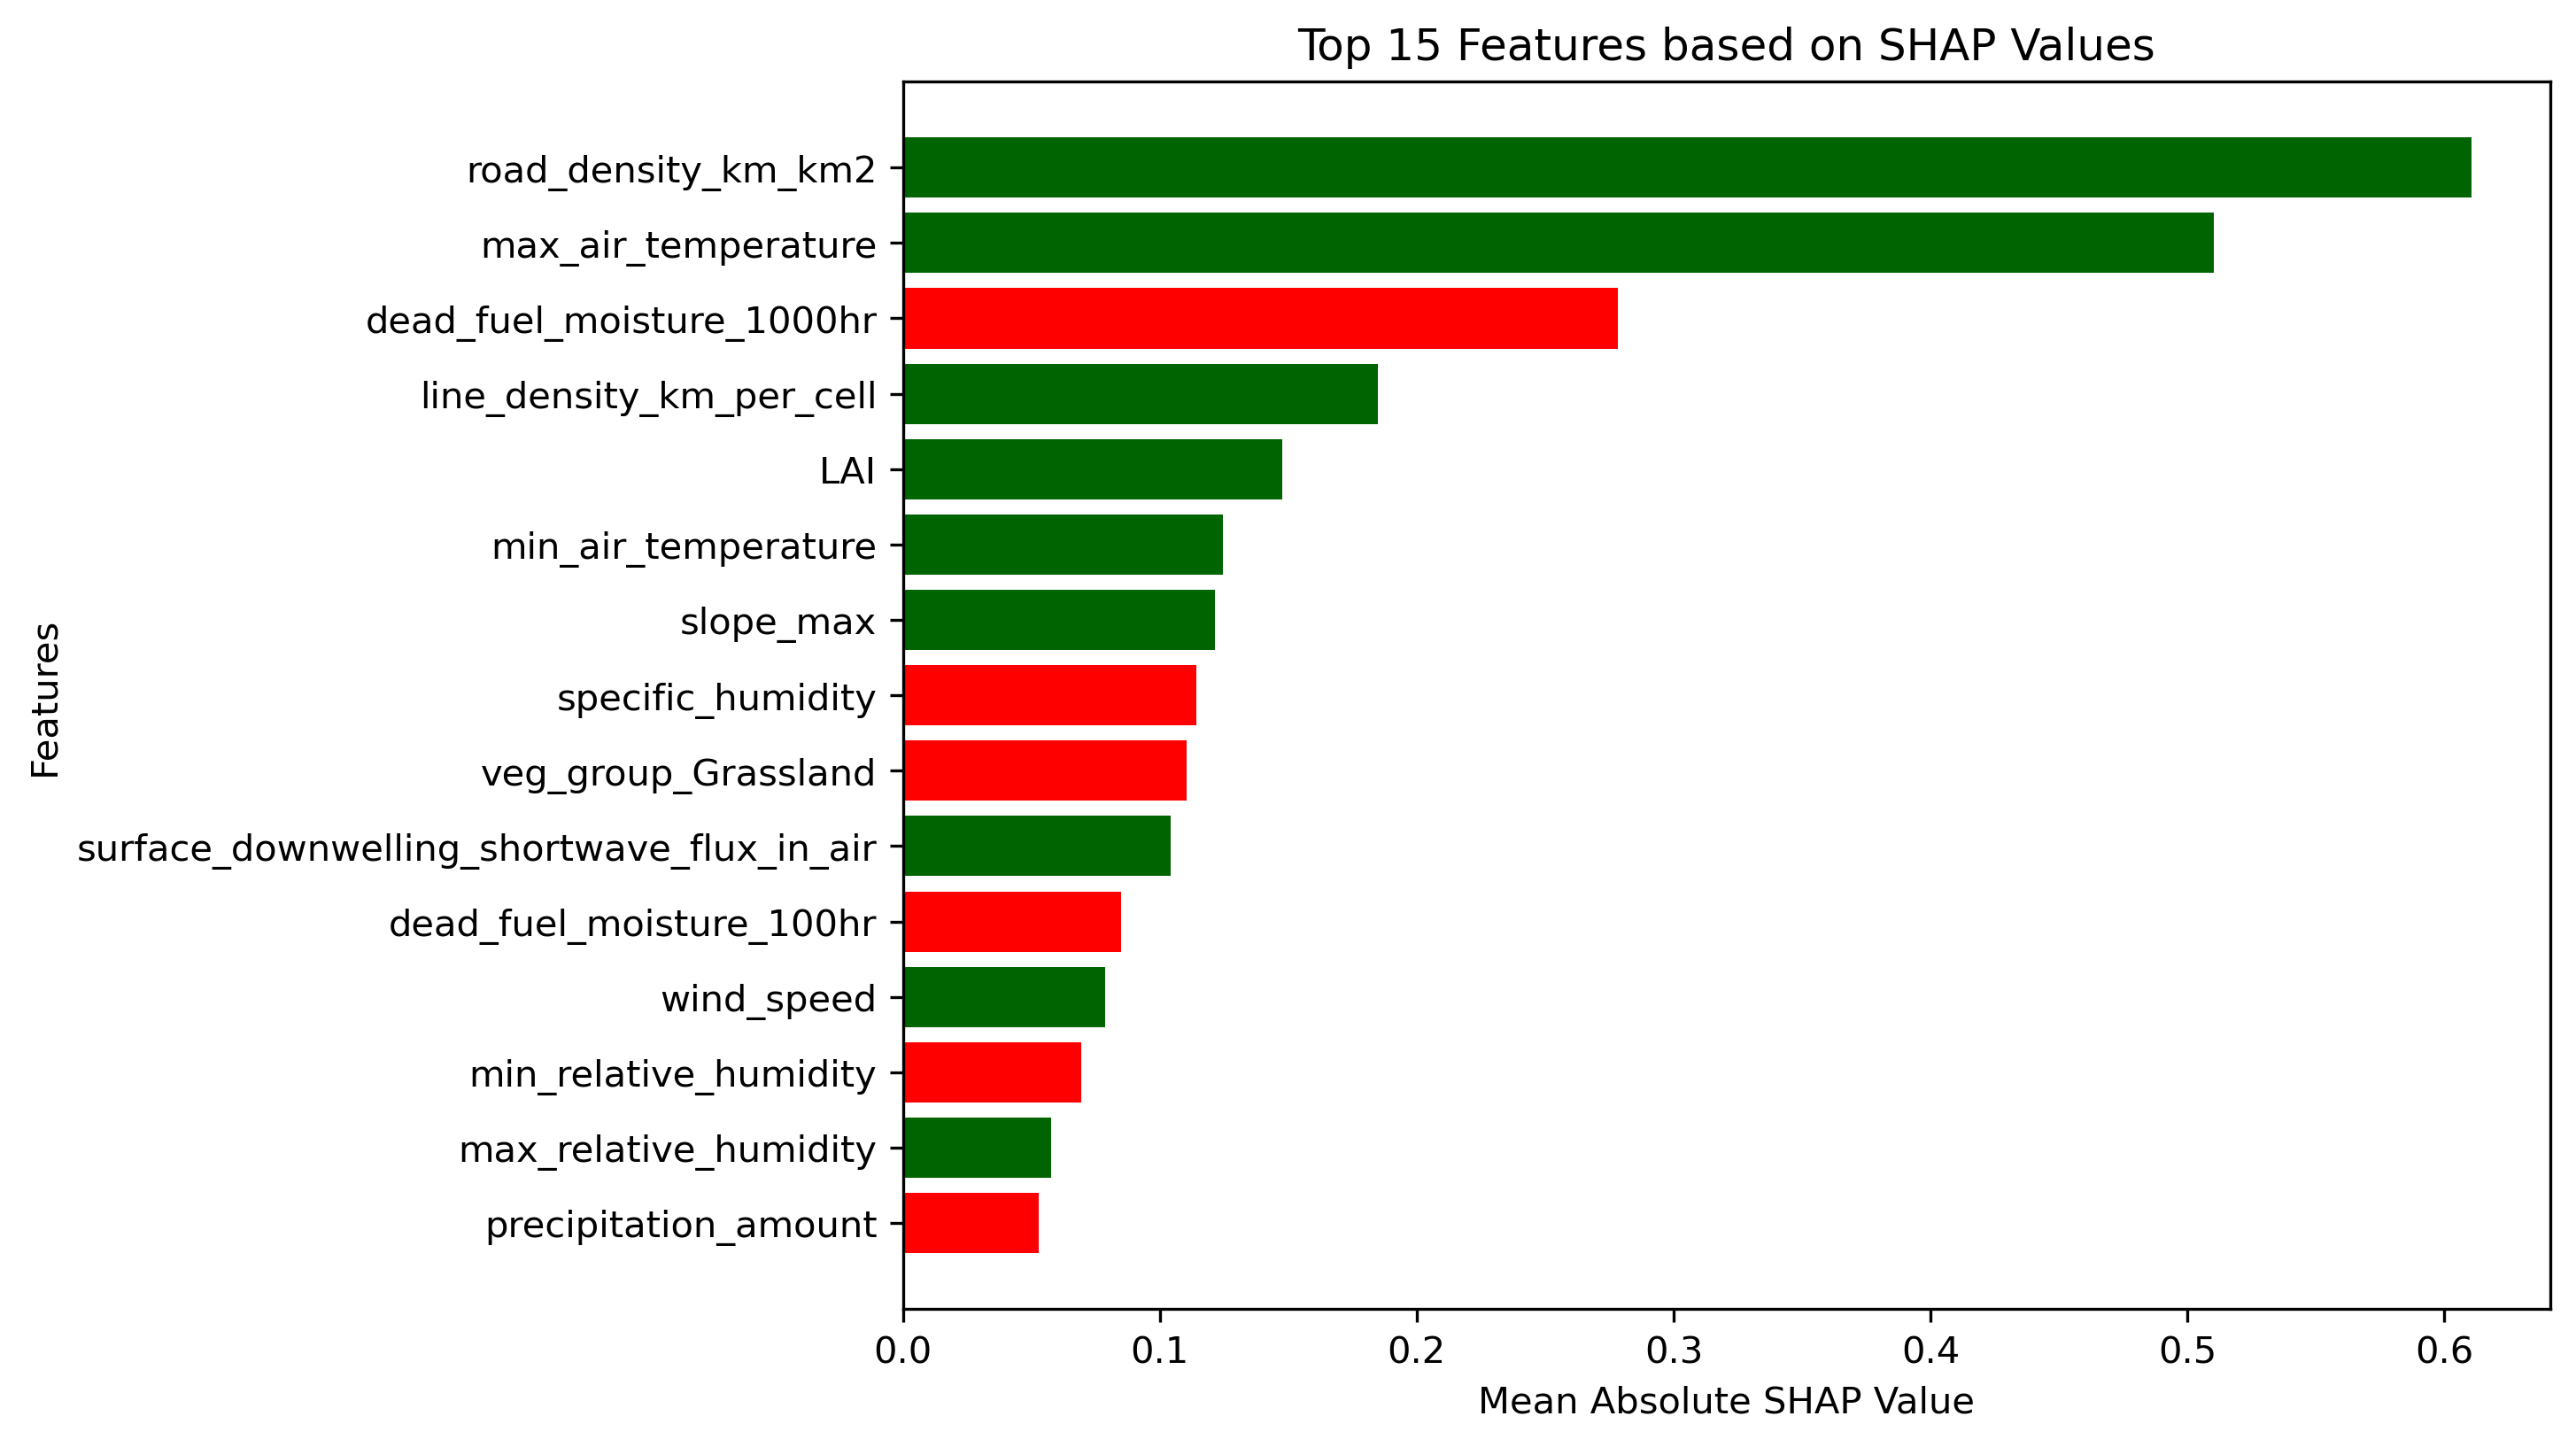 Top 15 Features based on SHAP Values
Features
road_density_km_km2
max_air_temperature
dead_fuel_moisture_1000hr
line_density_km_per_cell
LAI
min_air_temperature
slope_max
specific_humidity
veg_group_Grassland
surface_downwelling_shortwave_flux_in_air
dead_fuel_moisture_100hr
wind_speed
min_relative_humidity
max_relative_humidity
precipitation_amount
0.0 0.1 0.2 0.3 0.4 0.5 0.6
Mean Absolute SHAP Value